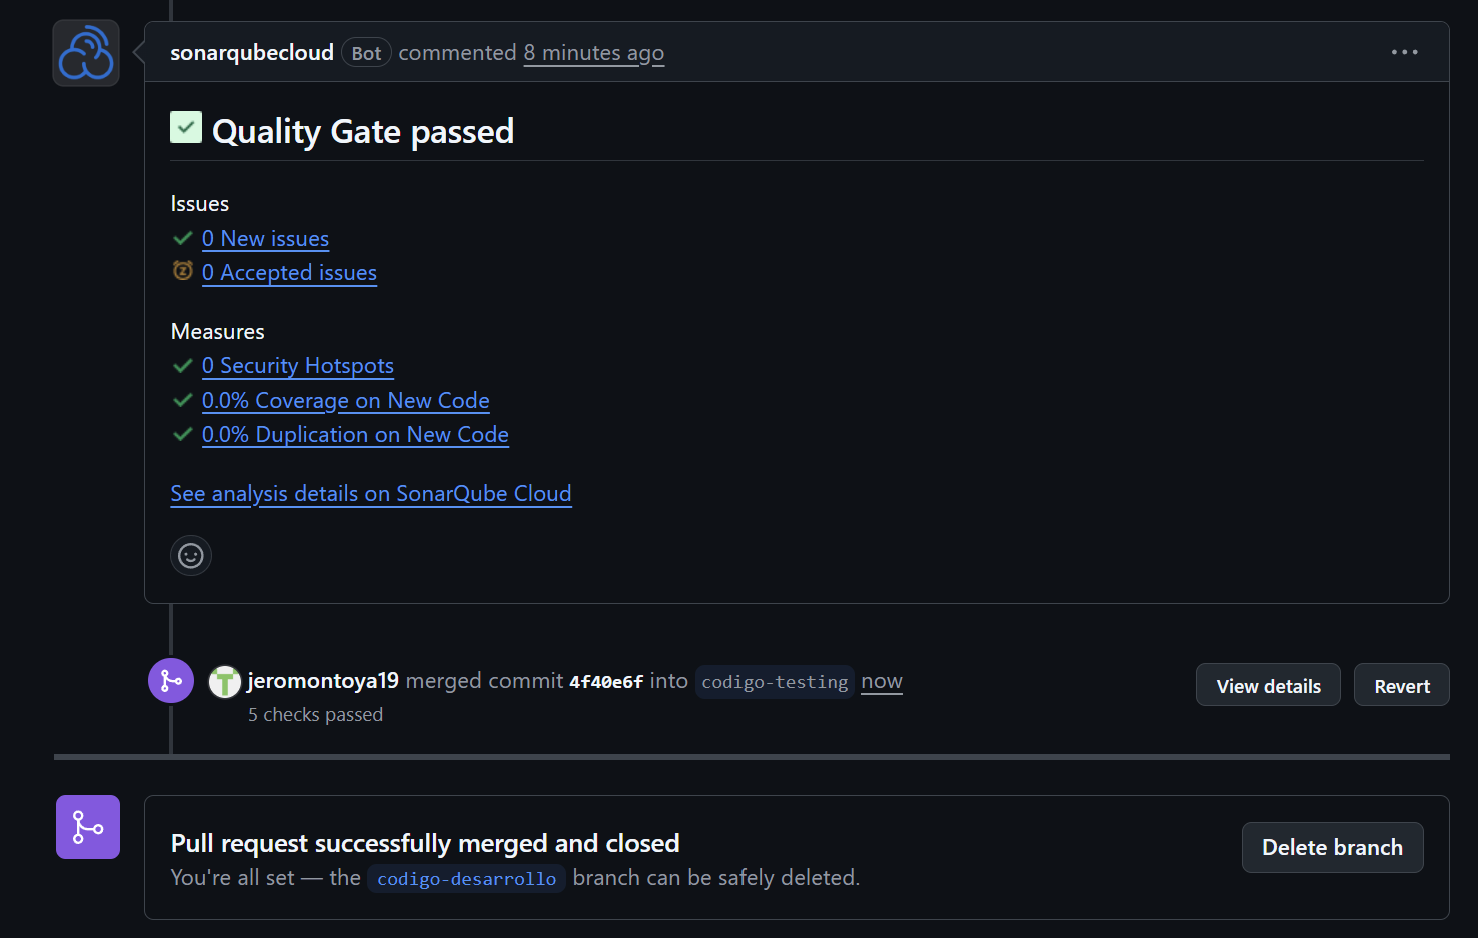 sonarqubecloud Bot commented 8 minutes ago
Quality Gate passed
Issues
0 New issues
0 Accepted issues
Measures
0 Security Hotspots
0.0% Coverage on New Code
0.0% Duplication on New Code
See analysis details on SonarQube Cloud
jeromontoya19 merged commit 4f40e6f into codigo-testing now
View details
Revert
5 checks passed
Pull request successfully merged and closed
You're all set — the codigo-desarrollo branch can be safely deleted.
Delete branch